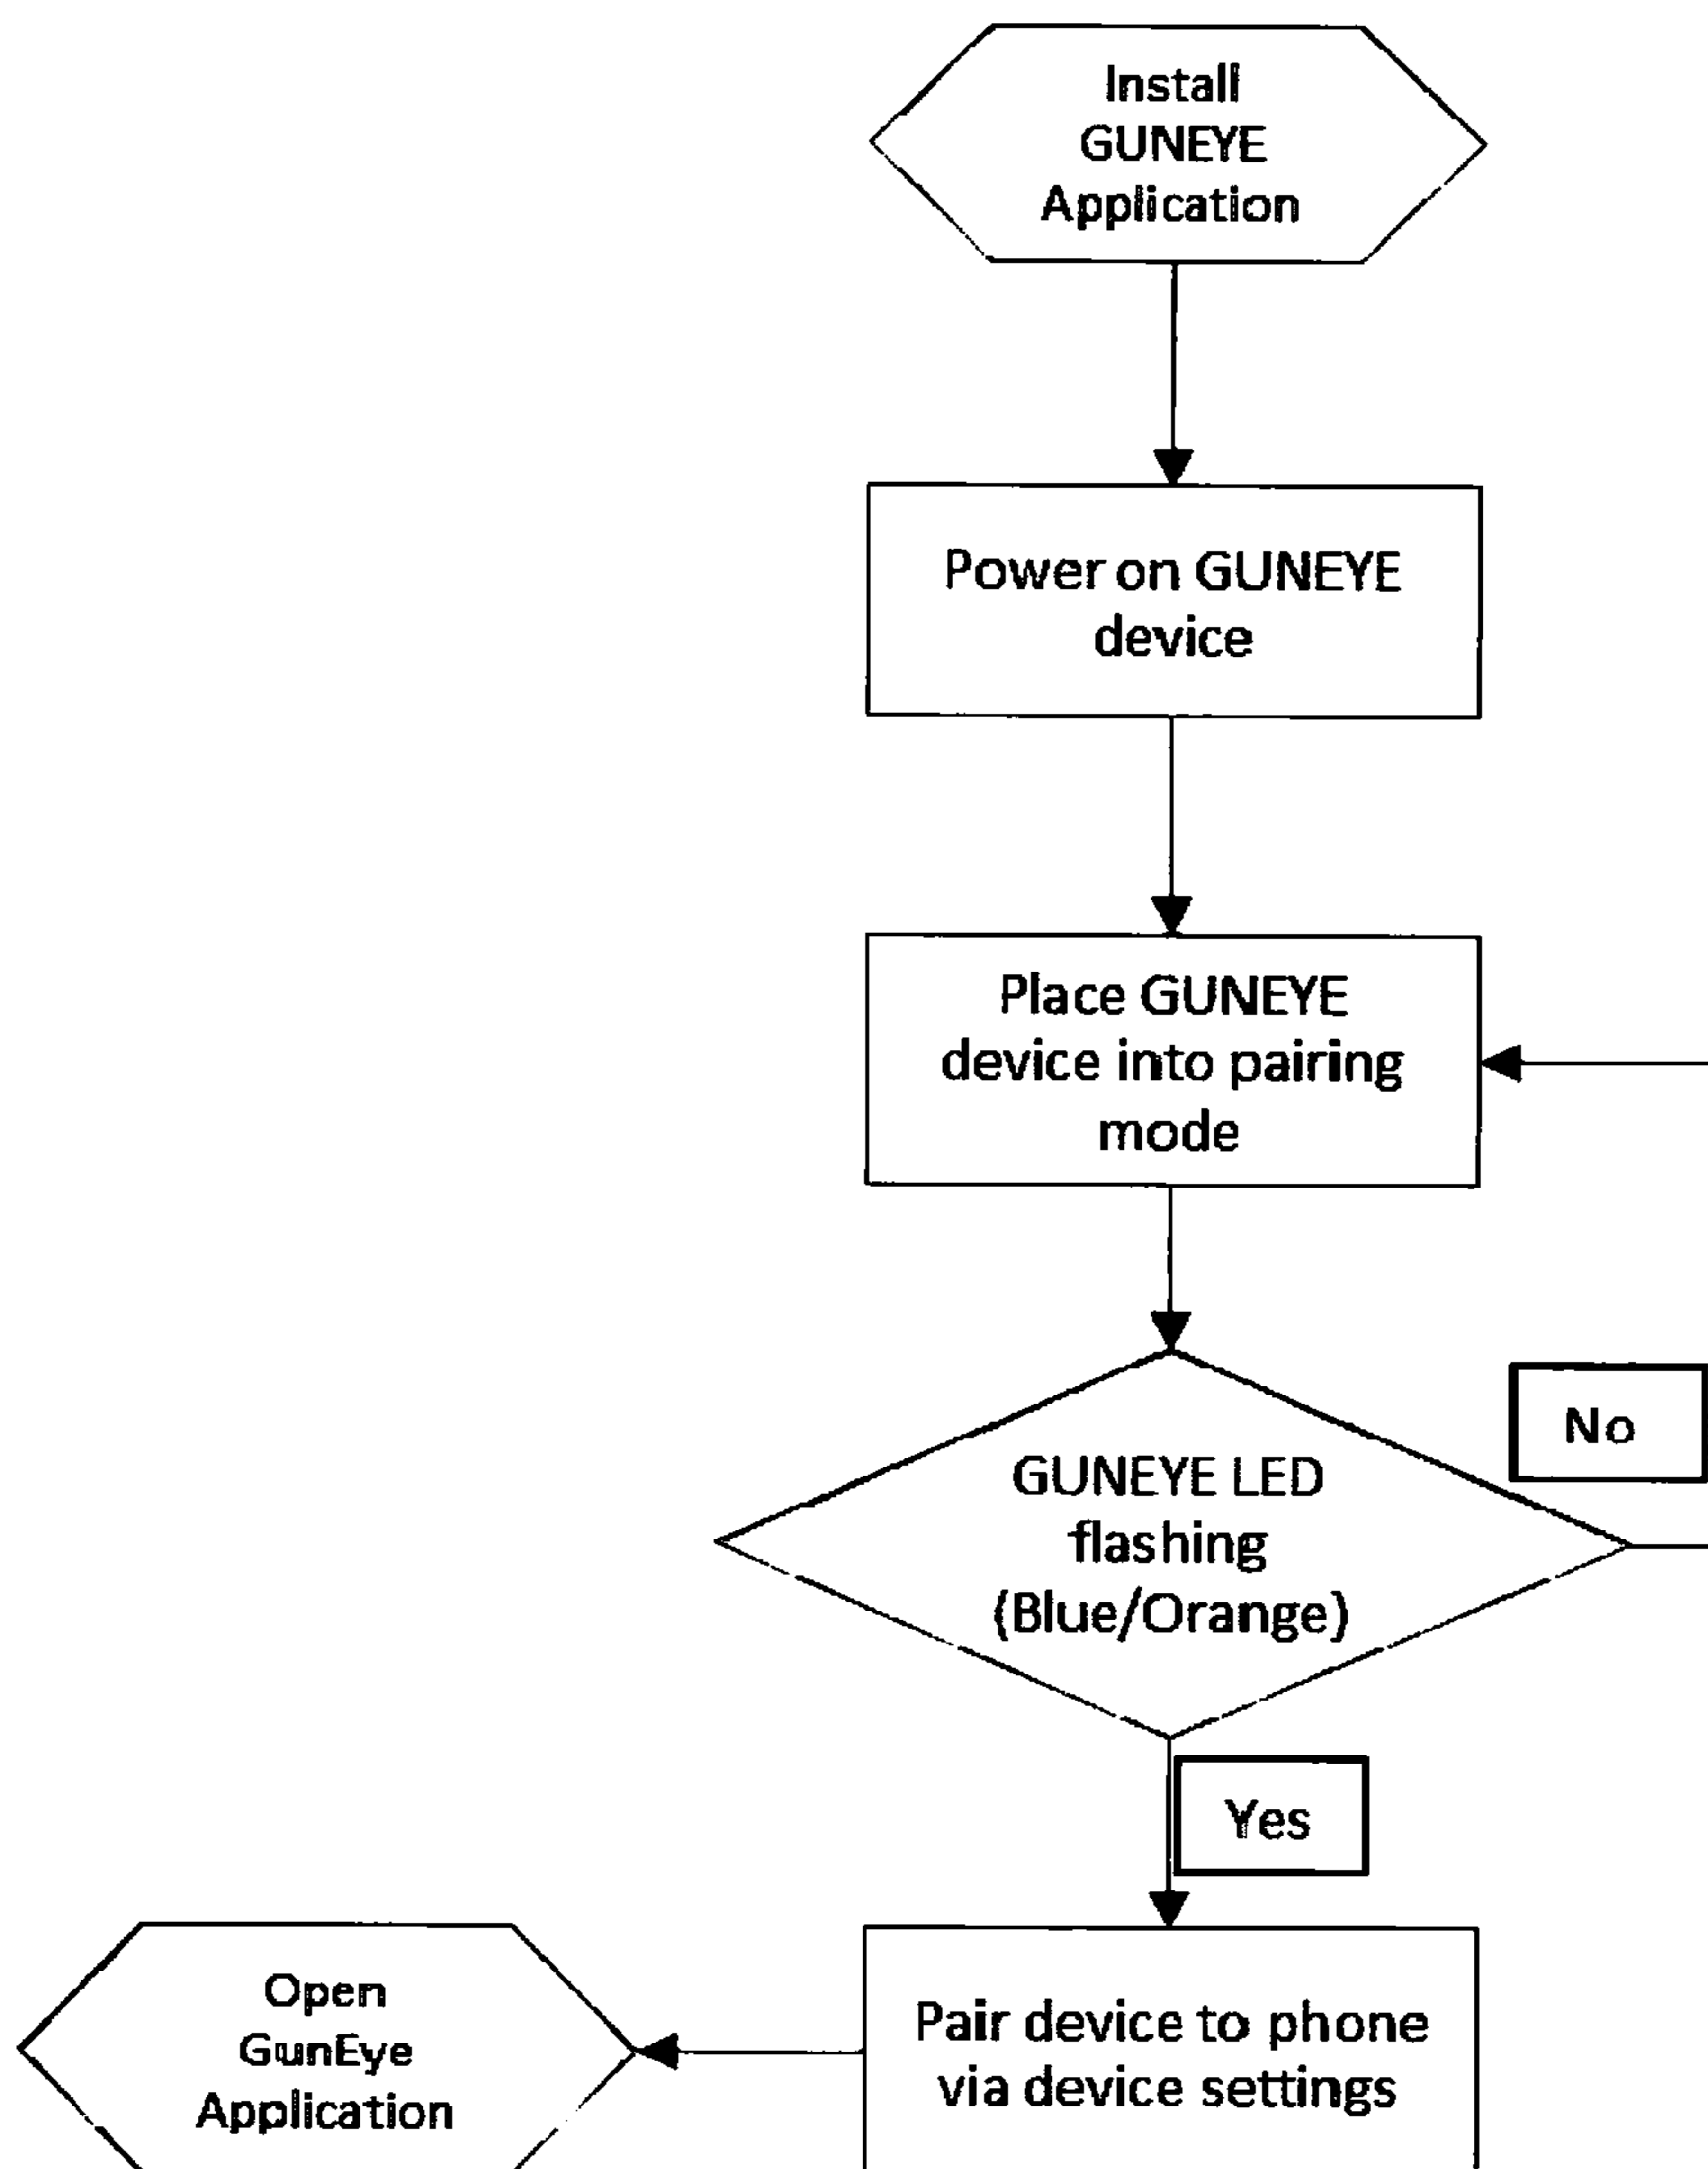 Install
GUNEYE
Application
Power on GUNEYE
device
Place GUNEYE
device into pairing
mode
No
GUNEYE LED
flashing
(Blue/Orange)
Yes
Open
GunEye
Application
Pair device to phone
via device settings